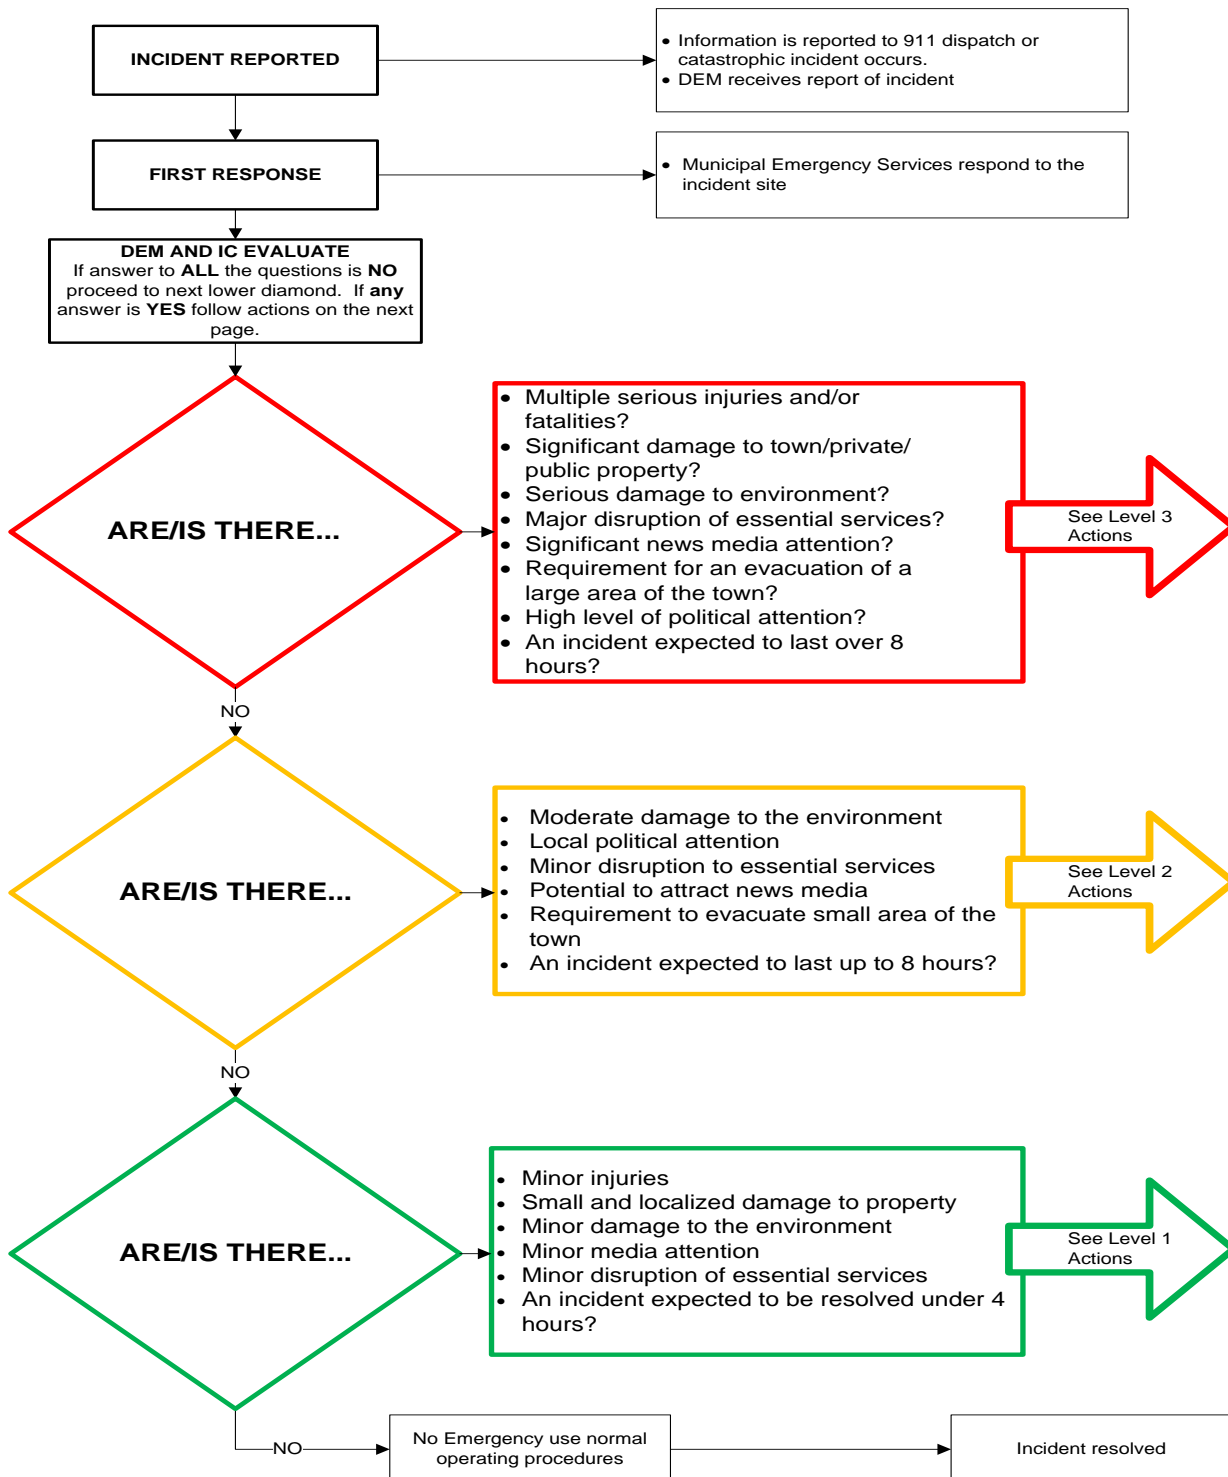 INCIDENT REPORTED
• Information is reported to 911 dispatch or
catastrophic incident occurs.
• DEM receives report of incident
FIRST RESPONSE
• Municipal Emergency Services respond to the
incident site
DEM AND IC EVALUATE
If answer to ALL the questions is NO
proceed to next lower diamond. If any
answer is YES follow actions on the next
page.
ARE/IS THERE...
• Multiple serious injuries and/or
fatalities?
• Significant damage to town/private/
public property?
• Serious damage to environment?
• Major disruption of essential services?
• Significant news media attention?
• Requirement for an evacuation of a
large area of the town?
• High level of political attention?
• An incident expected to last over 8
hours?
See Level 3
Actions
NO
ARE/IS THERE...
• Moderate damage to the environment
• Local political attention
• Minor disruption to essential services
• Potential to attract news media
• Requirement to evacuate small area of the
town
• An incident expected to last up to 8 hours?
See Level 2
Actions
NO
ARE/IS THERE...
• Minor injuries
• Small and localized damage to property
• Minor damage to the environment
• Minor media attention
• Minor disruption of essential services
• An incident expected to be resolved under 4
hours?
See Level 1
Actions
NO
No Emergency use normal
operating procedures
Incident resolved